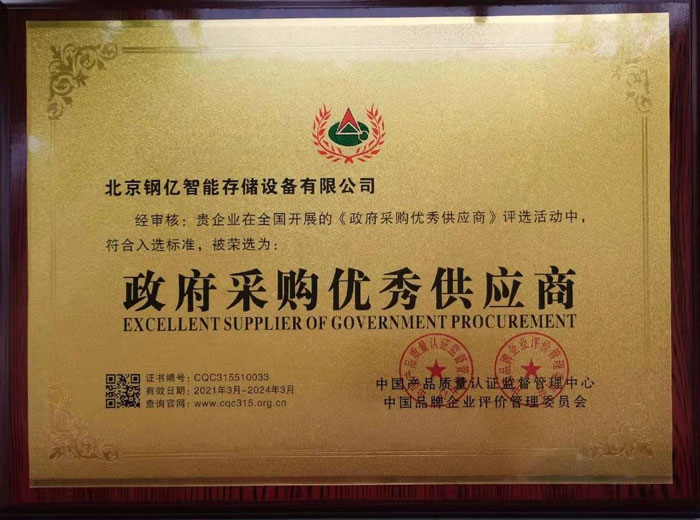 北京钢亿智能存储设备有限公司
经审核：贵企业在全国开展的《政府采购优秀供应商》评选活动中，
符合入选标准，被荣选为：
政府采购优秀供应商
EXCELLENT SUPPLIER OF GOVERNMENT PROCUREMENT
证书编号：CQC315510033
有效日期：2021年3月-2024年3月
查询官网：www.cqc315.org.cn
中国产品质量认证监督管理中心
中国品牌企业评价管理委员会